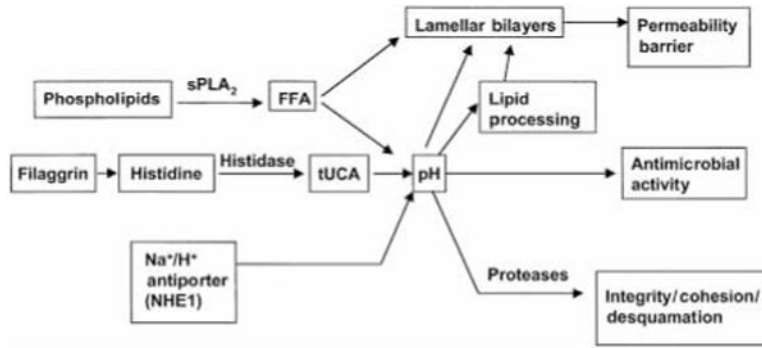 Lamellar bilayers
Permeability
barrier
sPLA₂
Phospholipids
FFA
Lipid
processing
Filaggrin
Histidine
Histidase
tUCA
pH
Antimicrobial
activity
Na⁺/H⁺
antiporter
(NHE1)
Proteases
Integrity/cohesion/
desquamation